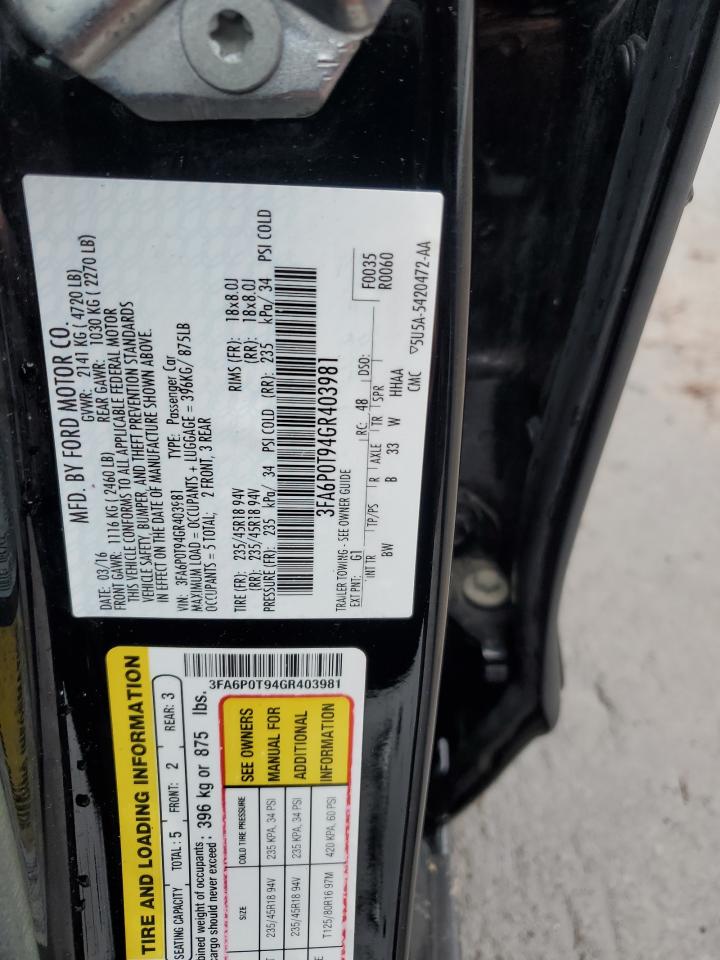 MFD. BY FORD MOTOR CO.
DATE: 03/16 GVWR: 2141 KG ( 4720 LB)
FRONT GAWR: 1116 KG ( 2460 LB) REAR GAWR: 1030 KG ( 2270 LB)
THIS VEHICLE CONFORMS TO ALL APPLICABLE FEDERAL MOTOR
VEHICLE SAFETY, BUMPER, AND THEFT PREVENTION STANDARDS
IN EFFECT ON THE DATE OF MANUFACTURE SHOWN ABOVE.
VIN: 3FA6P0T94GR403981 TYPE: Passenger Car
MAXIMUM LOAD = OCCUPANTS + LUGGAGE = 396KG/ 875LB
OCCUPANTS = 5 TOTAL; 2 FRONT, 3 REAR
TIRE (FR): 235/45R18 94V RIMS (FR): 18x8.0J
(RR): 235/45R18 94V (RR): 18x8.0J
PRESSURE (FR): 235 kPa/ 34 PSI COLD (RR): 235 kPa/ 34 PSI COLD
3FA6P0T94GR403981
TRAILER TOWING - SEE OWNER GUIDE
F0035
R0060
EXT PNT: G1 RC: 48 DSO:
INT TR TP/PS R AXLE TR SPR
BW B 33 W HHAA
CMC ▽5U5A-5420472-AA
TIRE AND LOADING INFORMATION
SEATING CAPACITY TOTAL: 5 FRONT: 2 REAR: 3
bined weight of occupants
cargo should never exceed : 396 kg or 875 lbs.
3FA6P0T94GR403981
SIZE COLD TIRE PRESSURE
235/45R18 94V 235 KPA, 34 PSI
235/45R18 94V 235 KPA, 34 PSI
T125/80R16 97M 420 KPA, 60 PSI
SEE OWNERS
MANUAL FOR
ADDITIONAL
INFORMATION